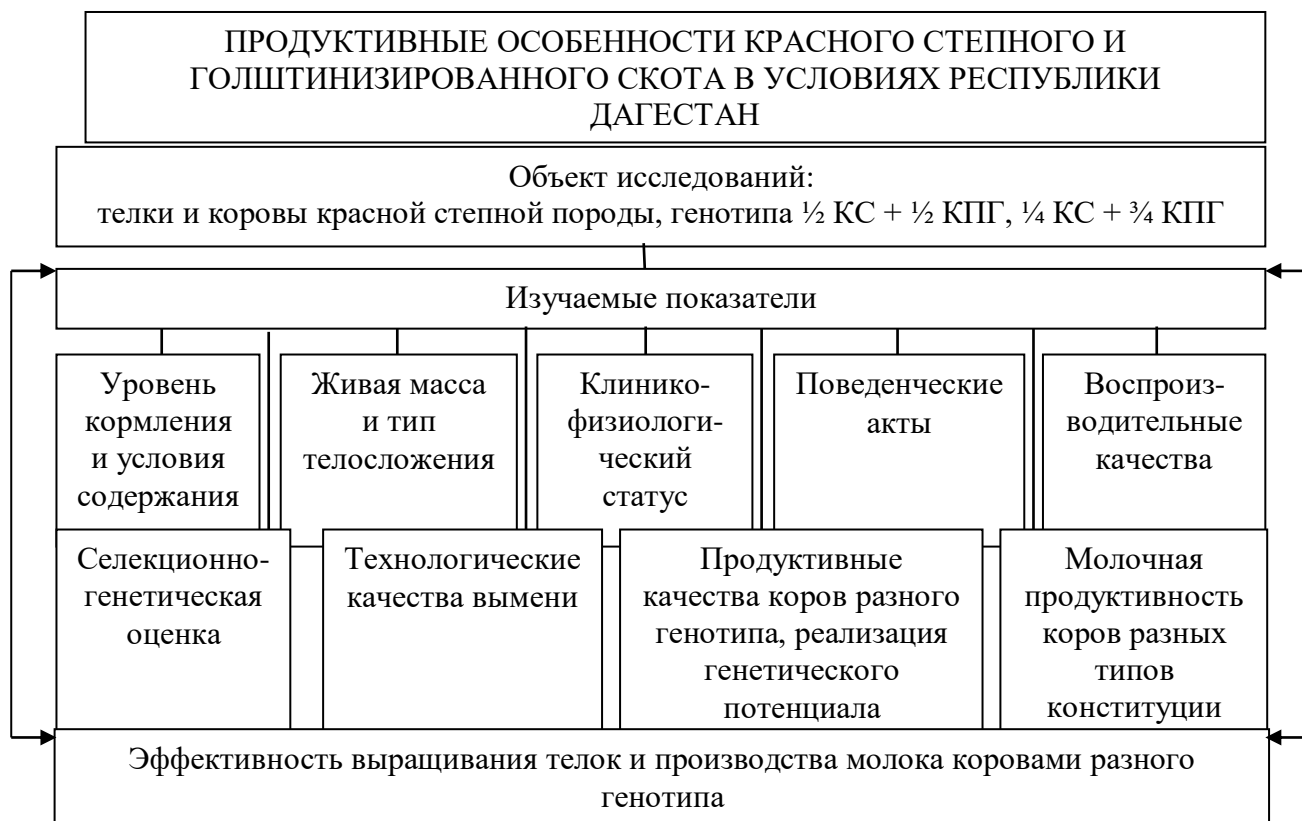 ПРОДУКТИВНЫЕ ОСОБЕННОСТИ КРАСНОГО СТЕПНОГО И
ГОЛШТИНИЗИРОВАННОГО СКОТА В УСЛОВИЯХ РЕСПУБЛИКИ
ДАГЕСТАН
Объект исследований:
телки и коровы красной степной породы, генотипа ½ КС + ½ КПГ, ¼ КС + ¾ КПГ
Изучаемые показатели
Уровень
кормления
и условия
содержания
Живая масса
и тип
телосложения
Клинико-
физиологи-
ческий
статус
Поведенческие
акты
Воспроиз-
водительные
качества
Селекционно-
генетическая
оценка
Технологические
качества вымени
Продуктивные
качества коров разного
генотипа, реализация
генетического
потенциала
Молочная
продуктивность
коров разных
типов
конституции
Эффективность выращивания телок и производства молока коровами разного
генотипа